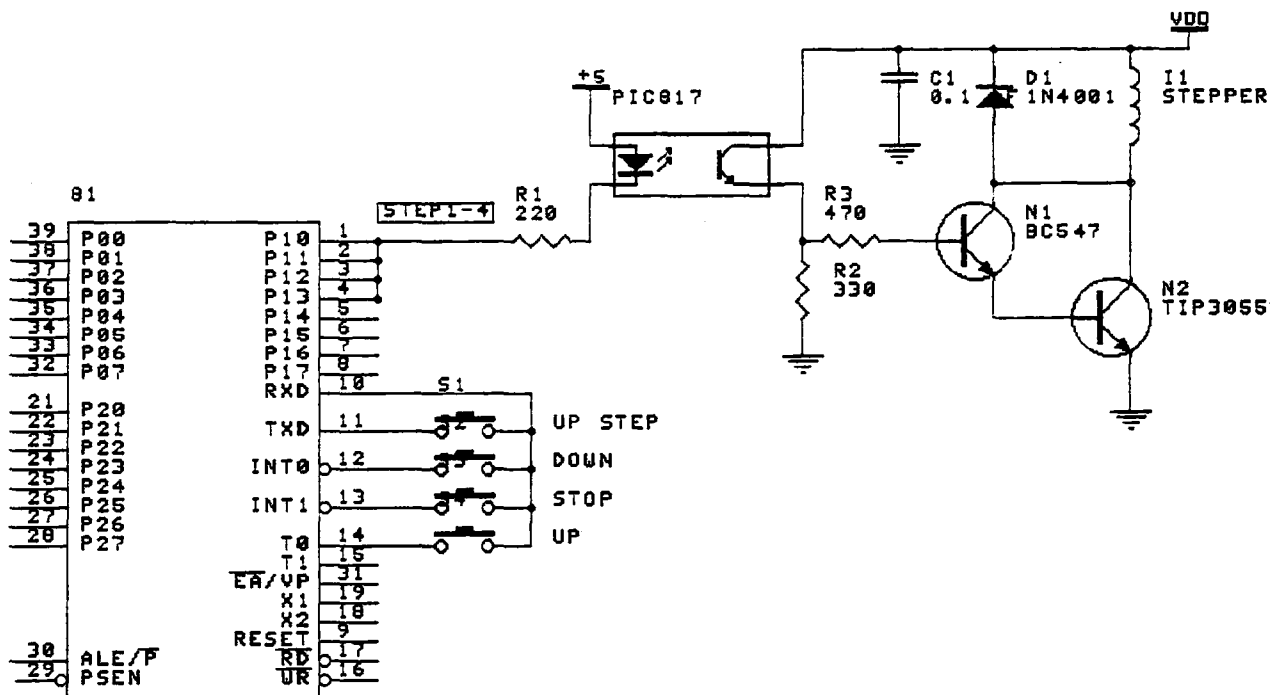 VDD
+5
PIC817
C1
0.1
D1
1N4001
I1
STEPPER
81
STEP1-4
R1
220
R3
470
R2
330
N1
BC547
N2
TIP3055
39 P00
38 P01
37 P02
36 P03
35 P04
34 P05
33 P06
32 P07
21 P20
22 P21
23 P22
24 P23
25 P24
26 P25
27 P26
28 P27
30 ALE/P
29 PSEN
P10 1
P11 2
P12 3
P13 4
P14 5
P15 6
P16 7
P17 8
RXD 10
TXD 11
INT0 12
INT1 13
T0 14
T1 15
EA/VP 31
X1 19
X2 18
RESET 9
RD 17
WR 16
S1
2
UP STEP
3
DOWN
4
STOP
UP